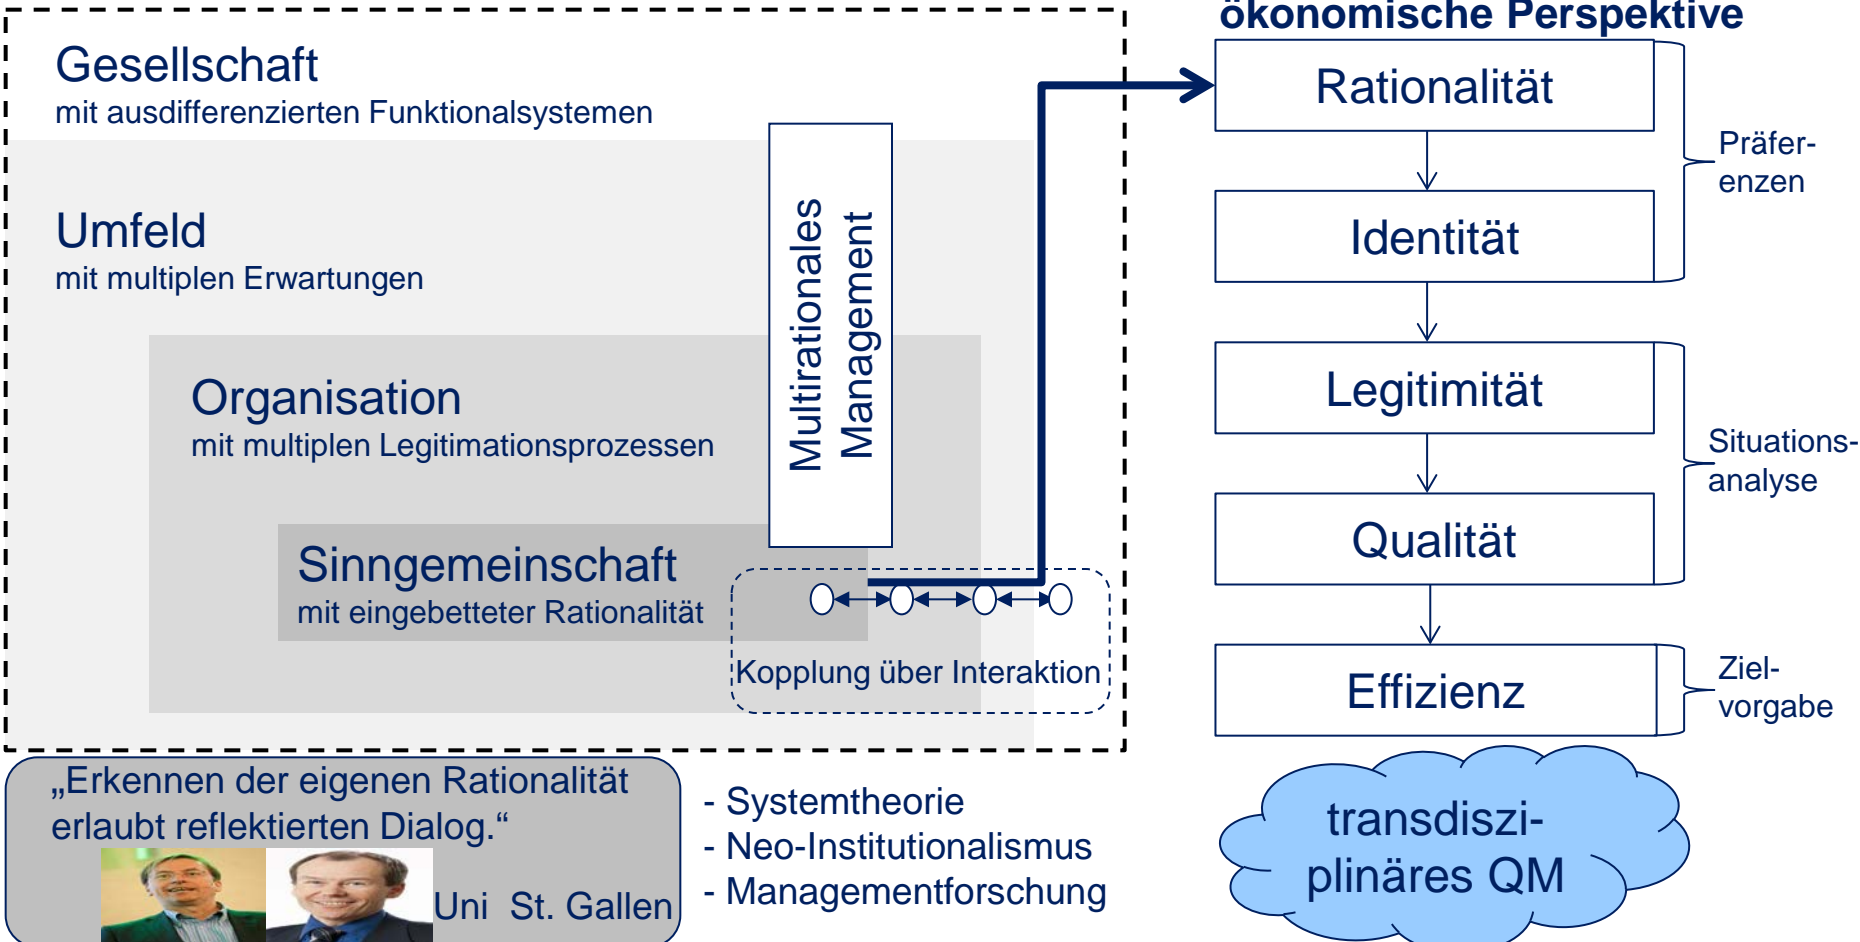 ökonomische Perspektive
Gesellschaft
mit ausdifferenzierten Funktionalsystemen
Umfeld
mit multiplen Erwartungen
Organisation
mit multiplen Legitimationsprozessen
Sinngemeinschaft
mit eingebetteter Rationalität
Multirationales
Management
Kopplung über Interaktion
Rationalität
Identität
Legitimität
Qualität
Effizienz
Präfer-
enzen
Situations-
analyse
Ziel-
vorgabe
„Erkennen der eigenen Rationalität
erlaubt reflektierten Dialog.“
Uni St. Gallen
- Systemtheorie
- Neo-Institutionalismus
- Managementforschung
transdiszi-
plinäres QM